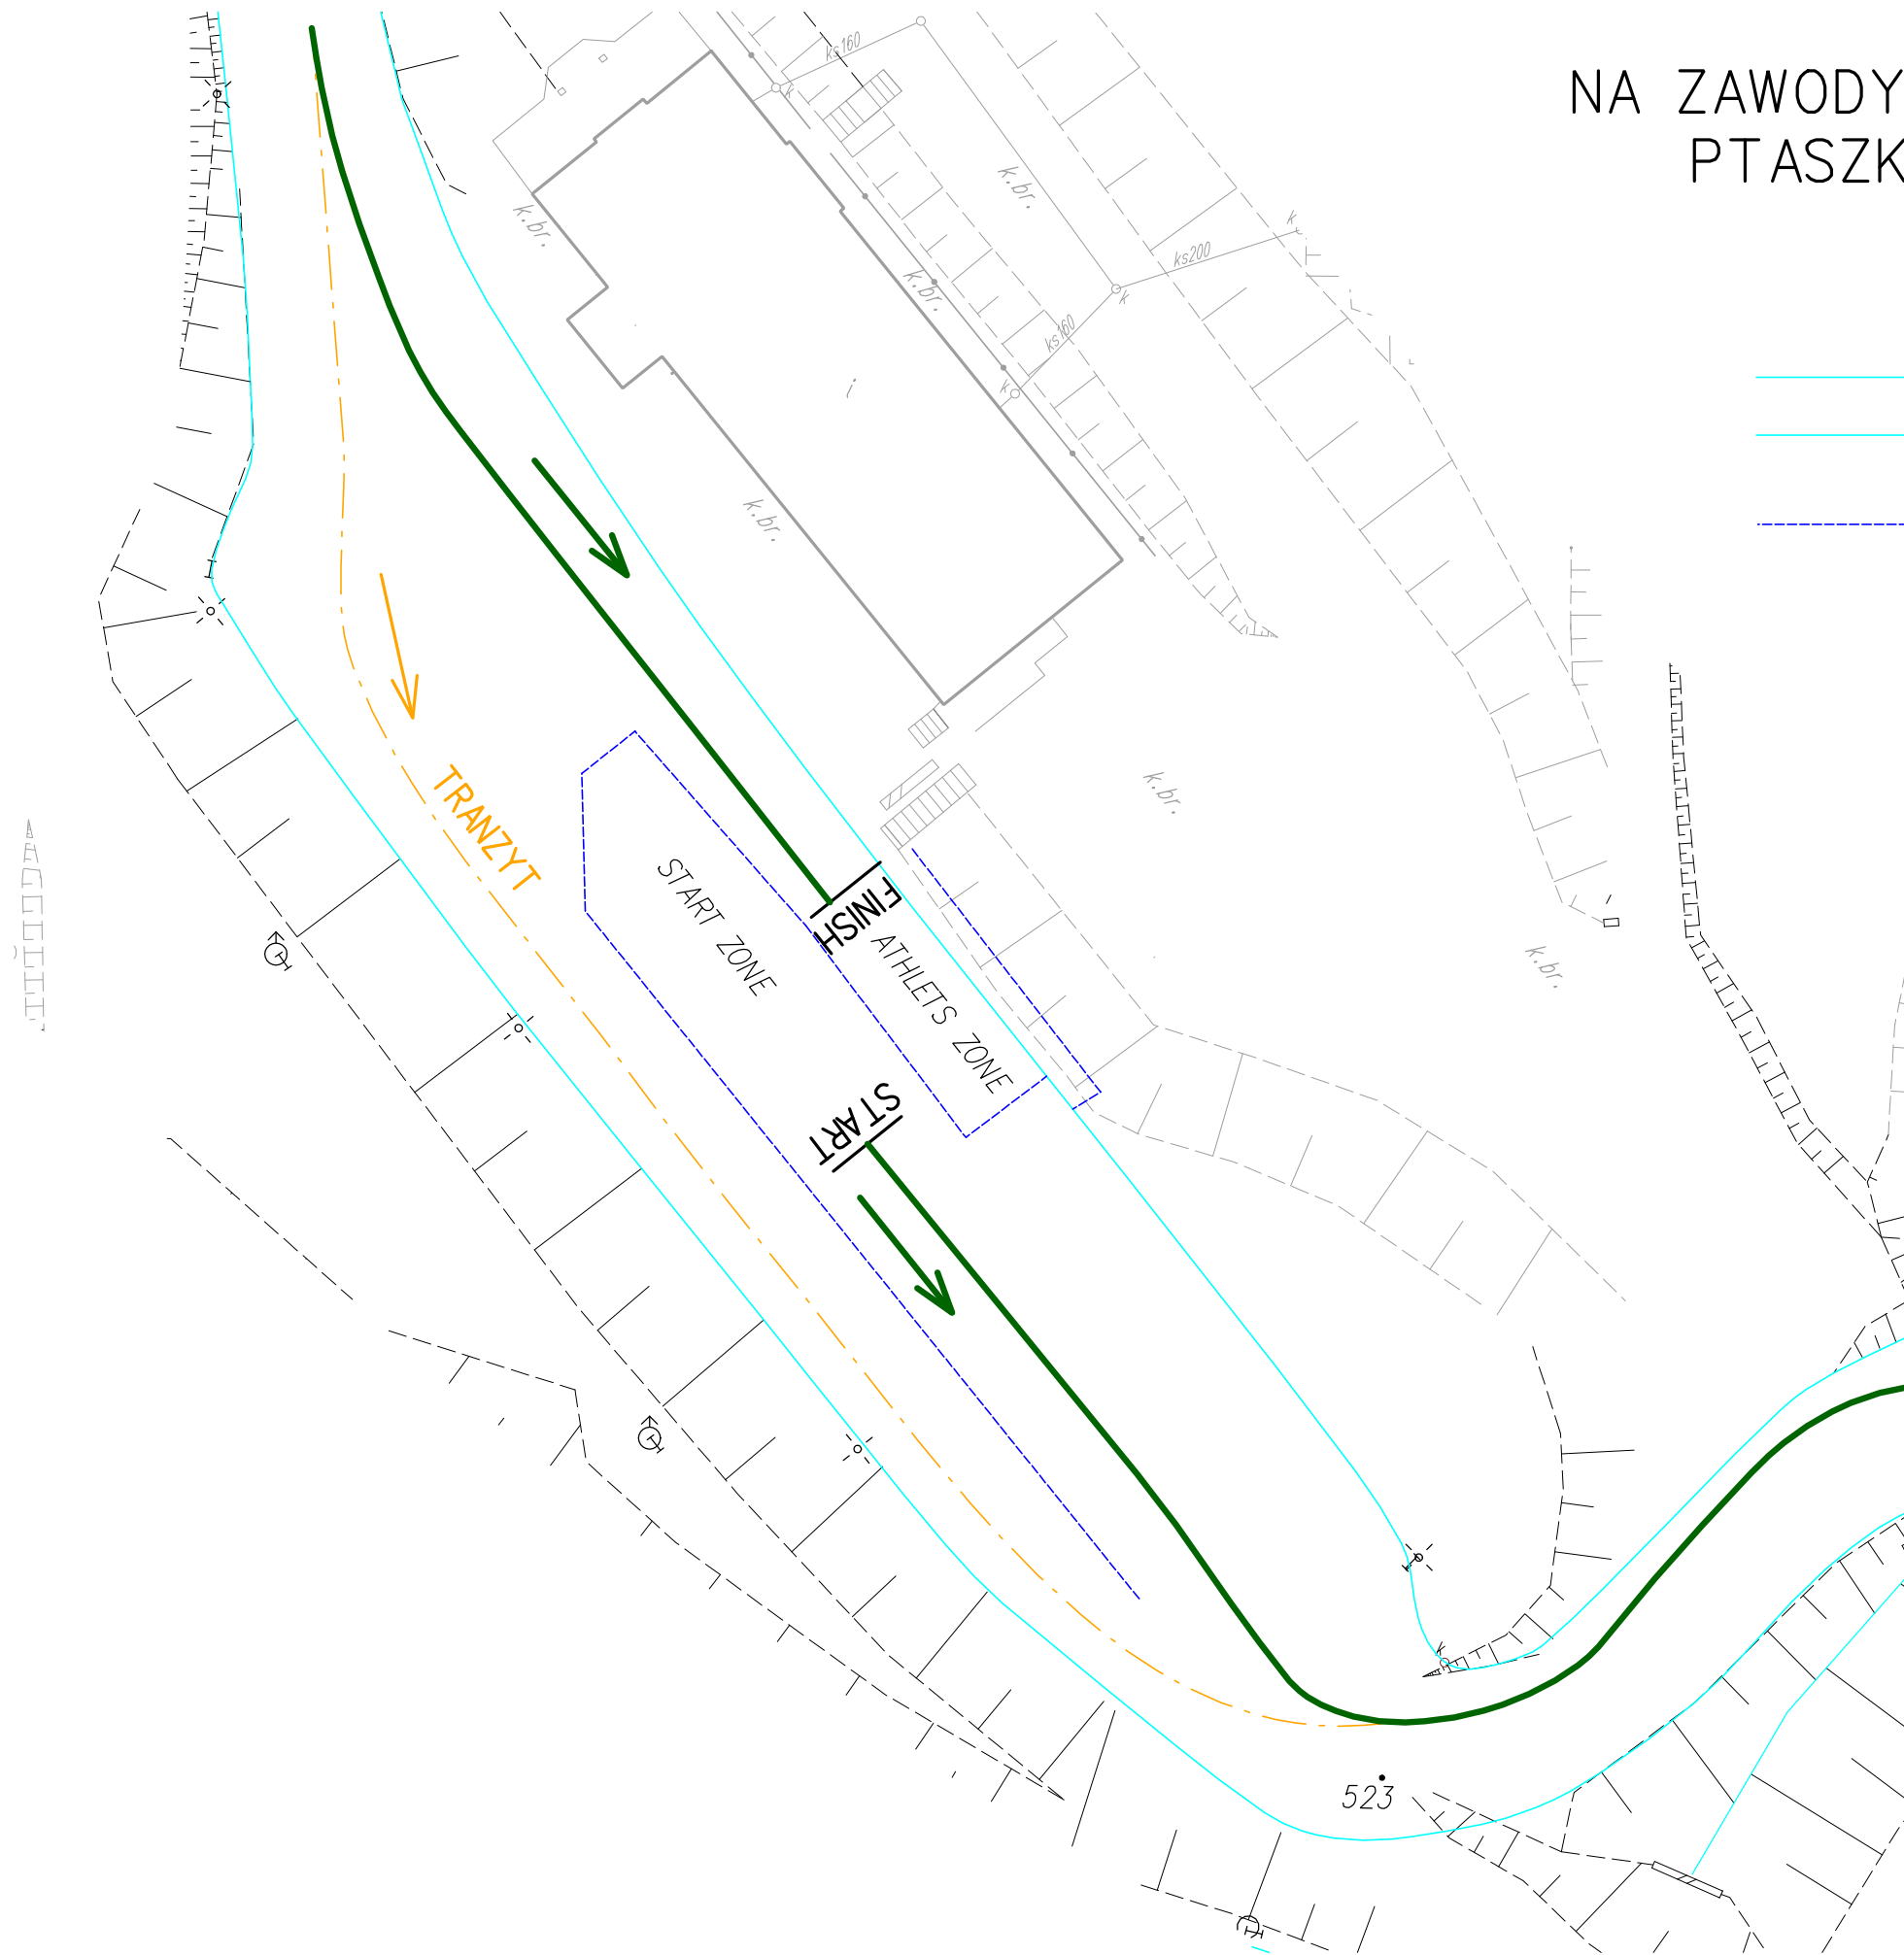 NA ZAWODY
PTASZK
ks160
k
K.br.
K.br.
k
ks200
K.br.
k
ks160
k
K.br.
TRANZYT
K.br.
START ZONE
FINISH
ATHLETS ZONE
K.br.
START
k
523